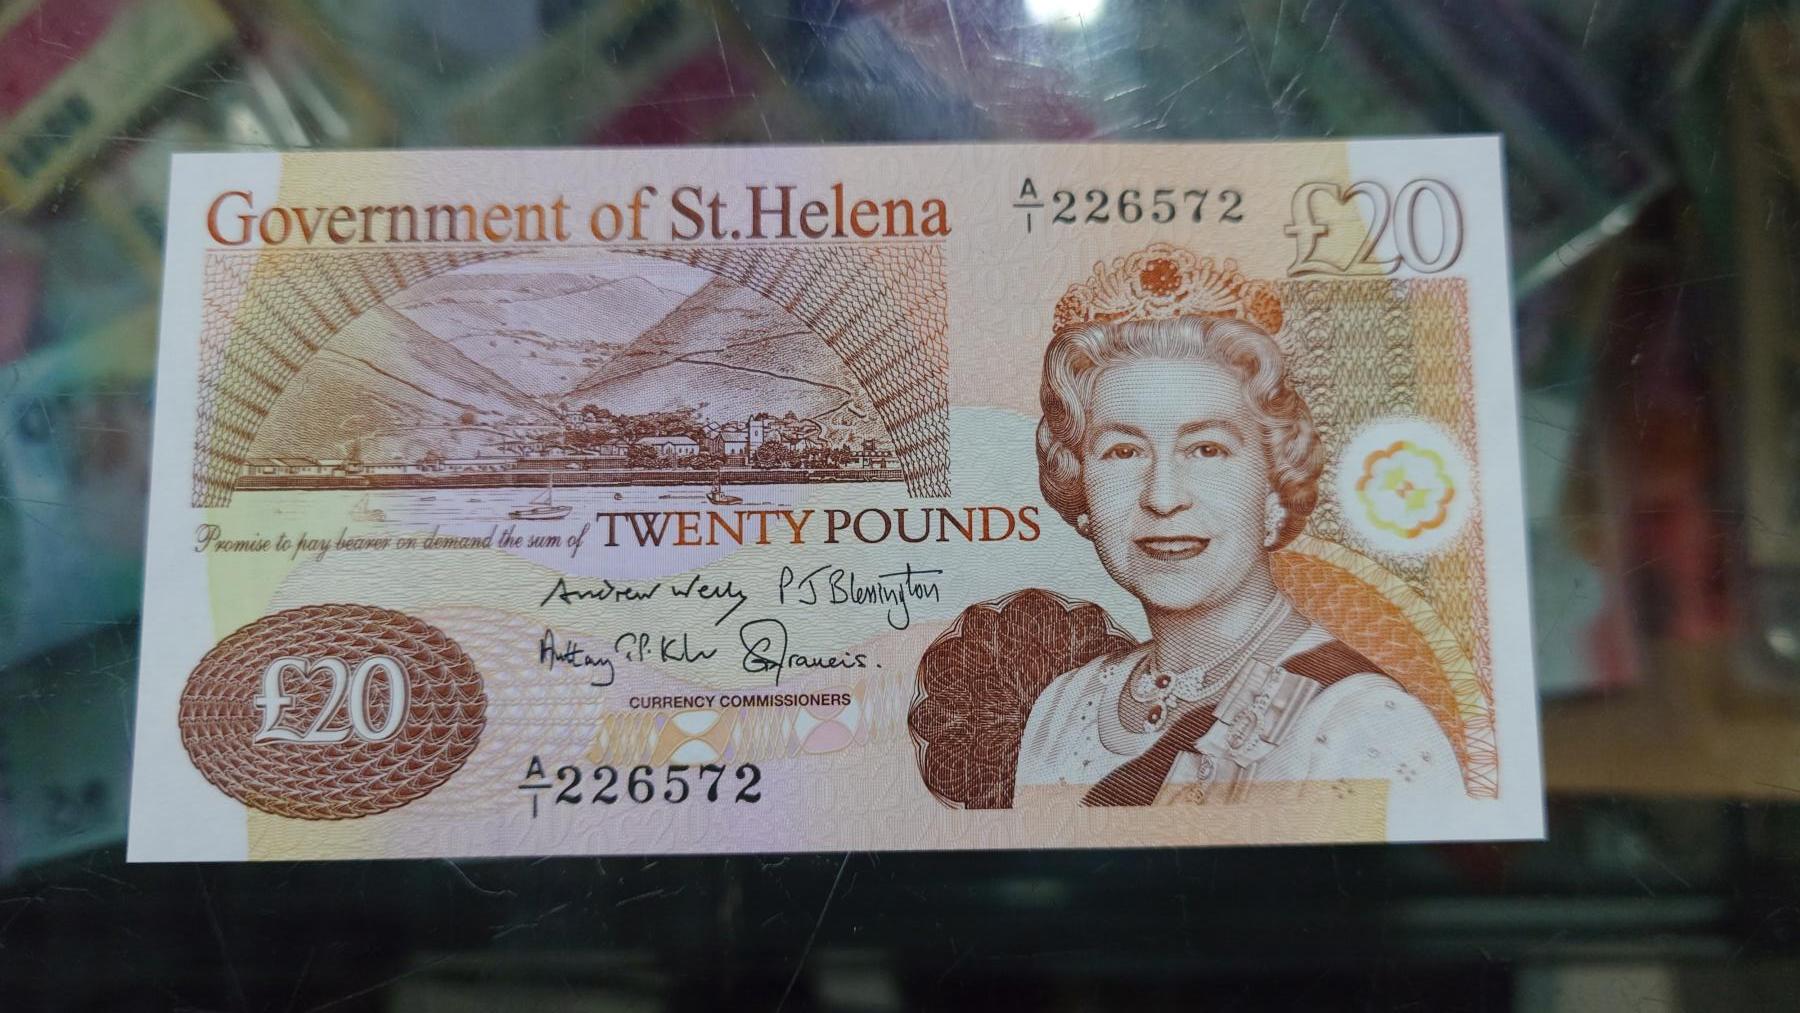 Government of St.Helena
A/1 226572
£20
Promise to pay bearer on demand the sum of TWENTY POUNDS
Andrew Wells P J Blessington
Francis.
CURRENCY COMMISSIONERS
£20
A/1 226572